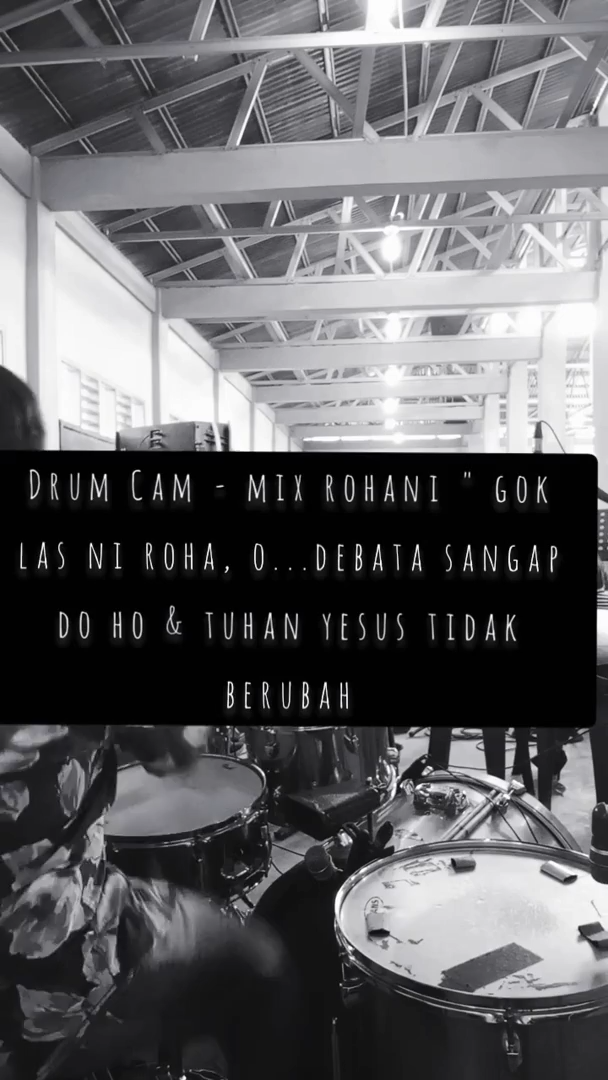 DRUM CAM - MIX ROHANI " GOK
LAS NI ROHA, O...DEBATA SANGAP
DO HO & TUHAN YESUS TIDAK
BERUBAH